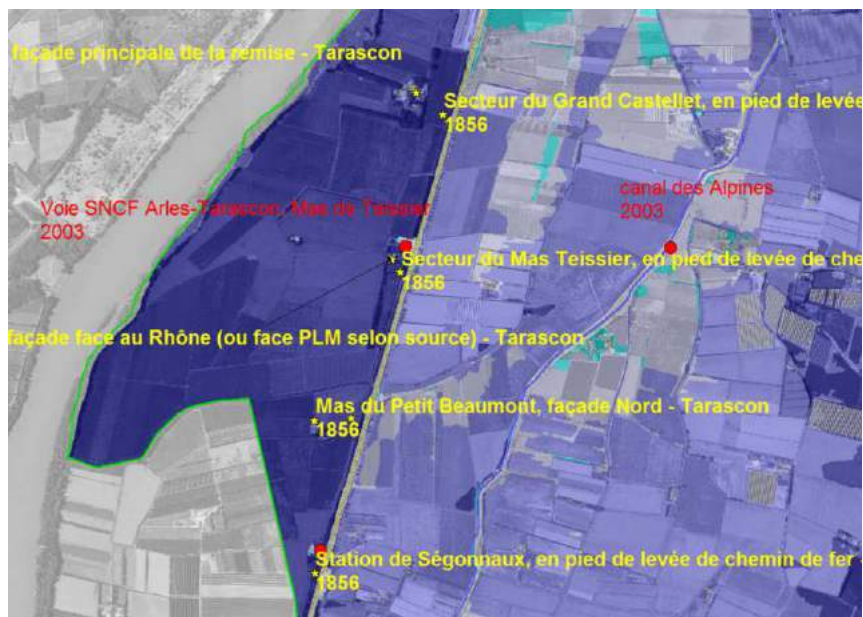 façade principale de la remise - Tarascon
Secteur du Grand Castellet, en pied de levée
1856
Voie SNCF Arles-Tarascon, Mas de Teissier
2003
canal des Alpines
2003
Secteur du Mas Teissier, en pied de levée de che
1856
façade face au Rhône (ou face PLM selon source) - Tarascon
Mas du Petit Beaumont, façade Nord - Tarascon
1856
Station de Ségonnaux, en pied de levée de chemin de fer -
1856